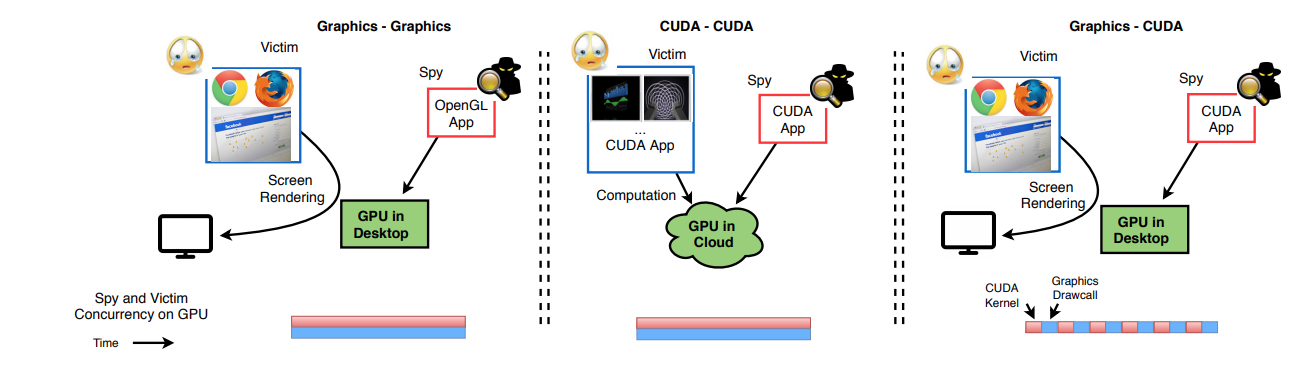 Graphics - Graphics
Victim
Spy
OpenGL
App
Screen
Rendering
GPU in
Desktop
Spy and Victim
Concurrency on GPU
Time
CUDA - CUDA
Victim
...
CUDA App
Spy
CUDA
App
Computation
GPU in
Cloud
Graphics - CUDA
Victim
Spy
CUDA
App
Screen
Rendering
GPU in
Desktop
CUDA
Kernel
Graphics
Drawcall